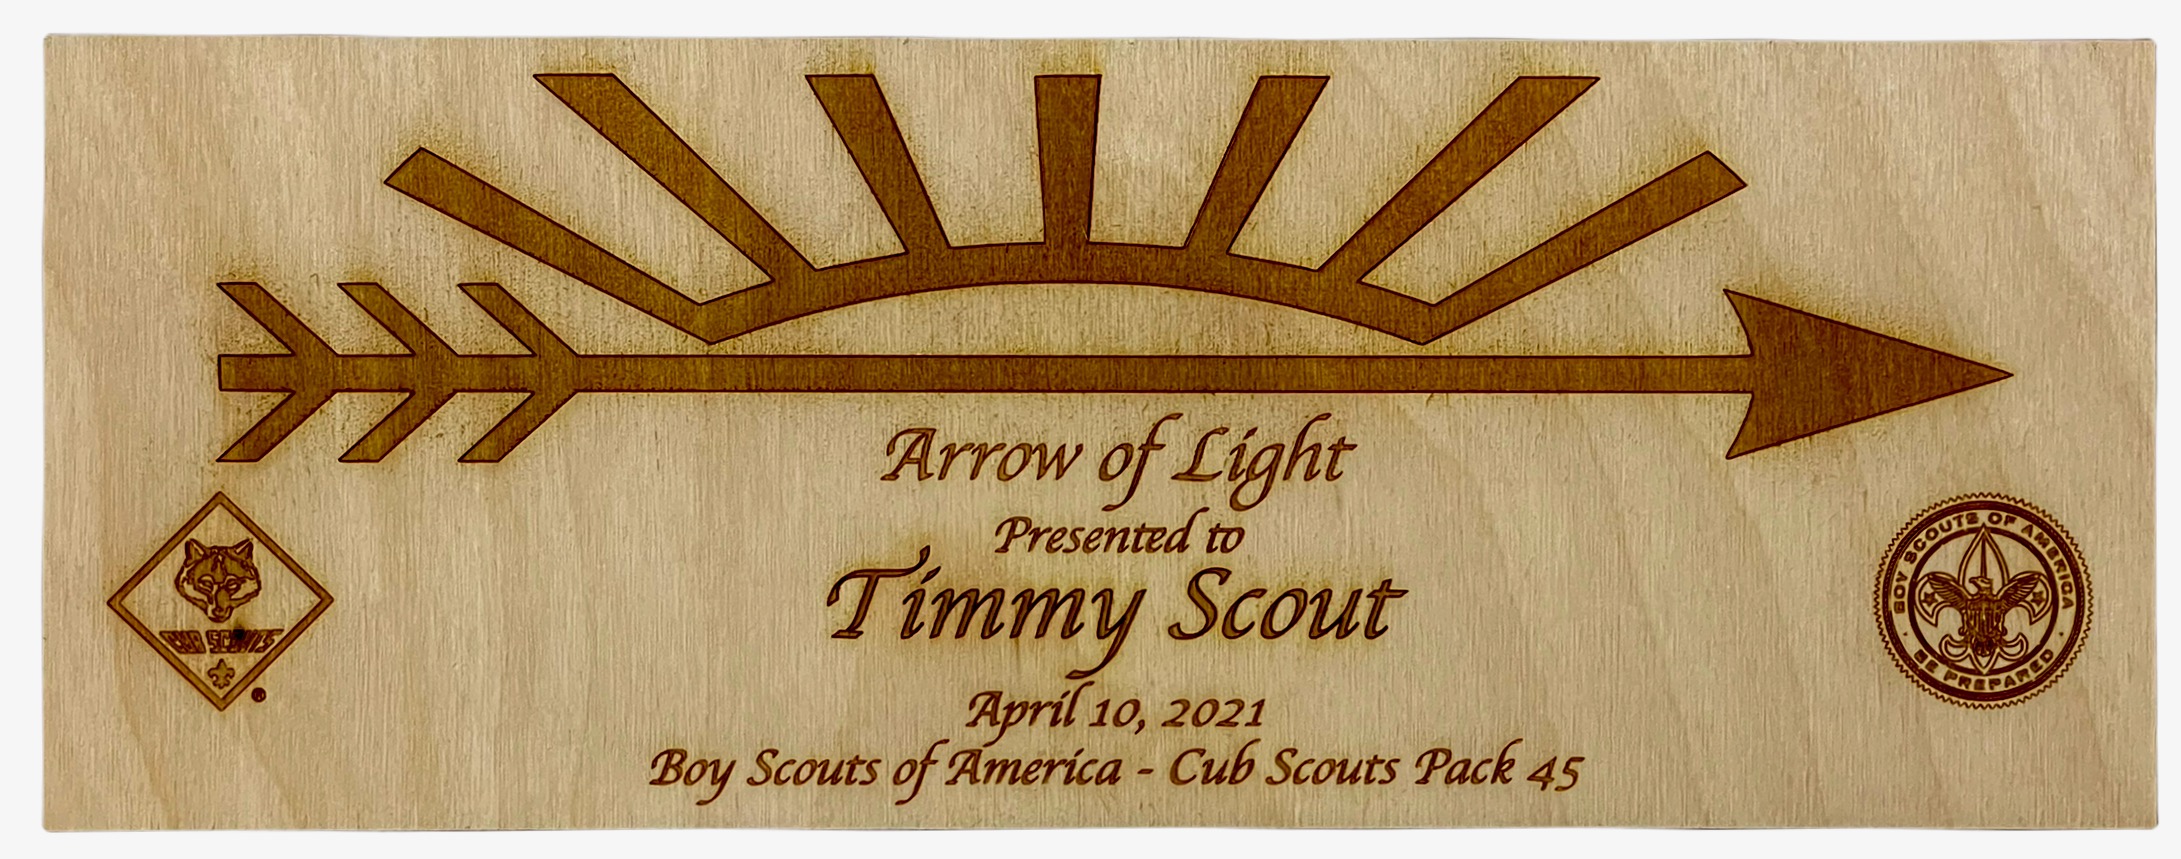 Arrow of Light
Presented to
Timmy Scout
April 10, 2021
Boy Scouts of America - Cub Scouts Pack 45
CUB SCOUTS
®
BOY SCOUTS OF AMERICA
BE PREPARED